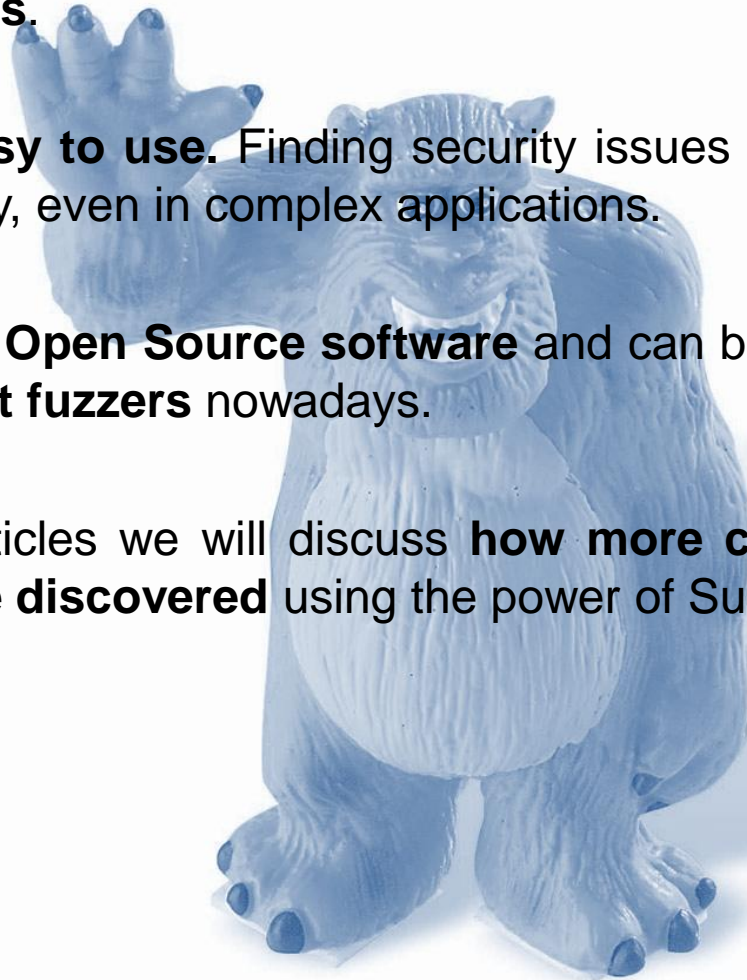 s.
sy to use. Finding security issues
y, even in complex applications.
Open Source software and can b
t fuzzers nowadays.
ticles we will discuss how more c
e discovered using the power of Su